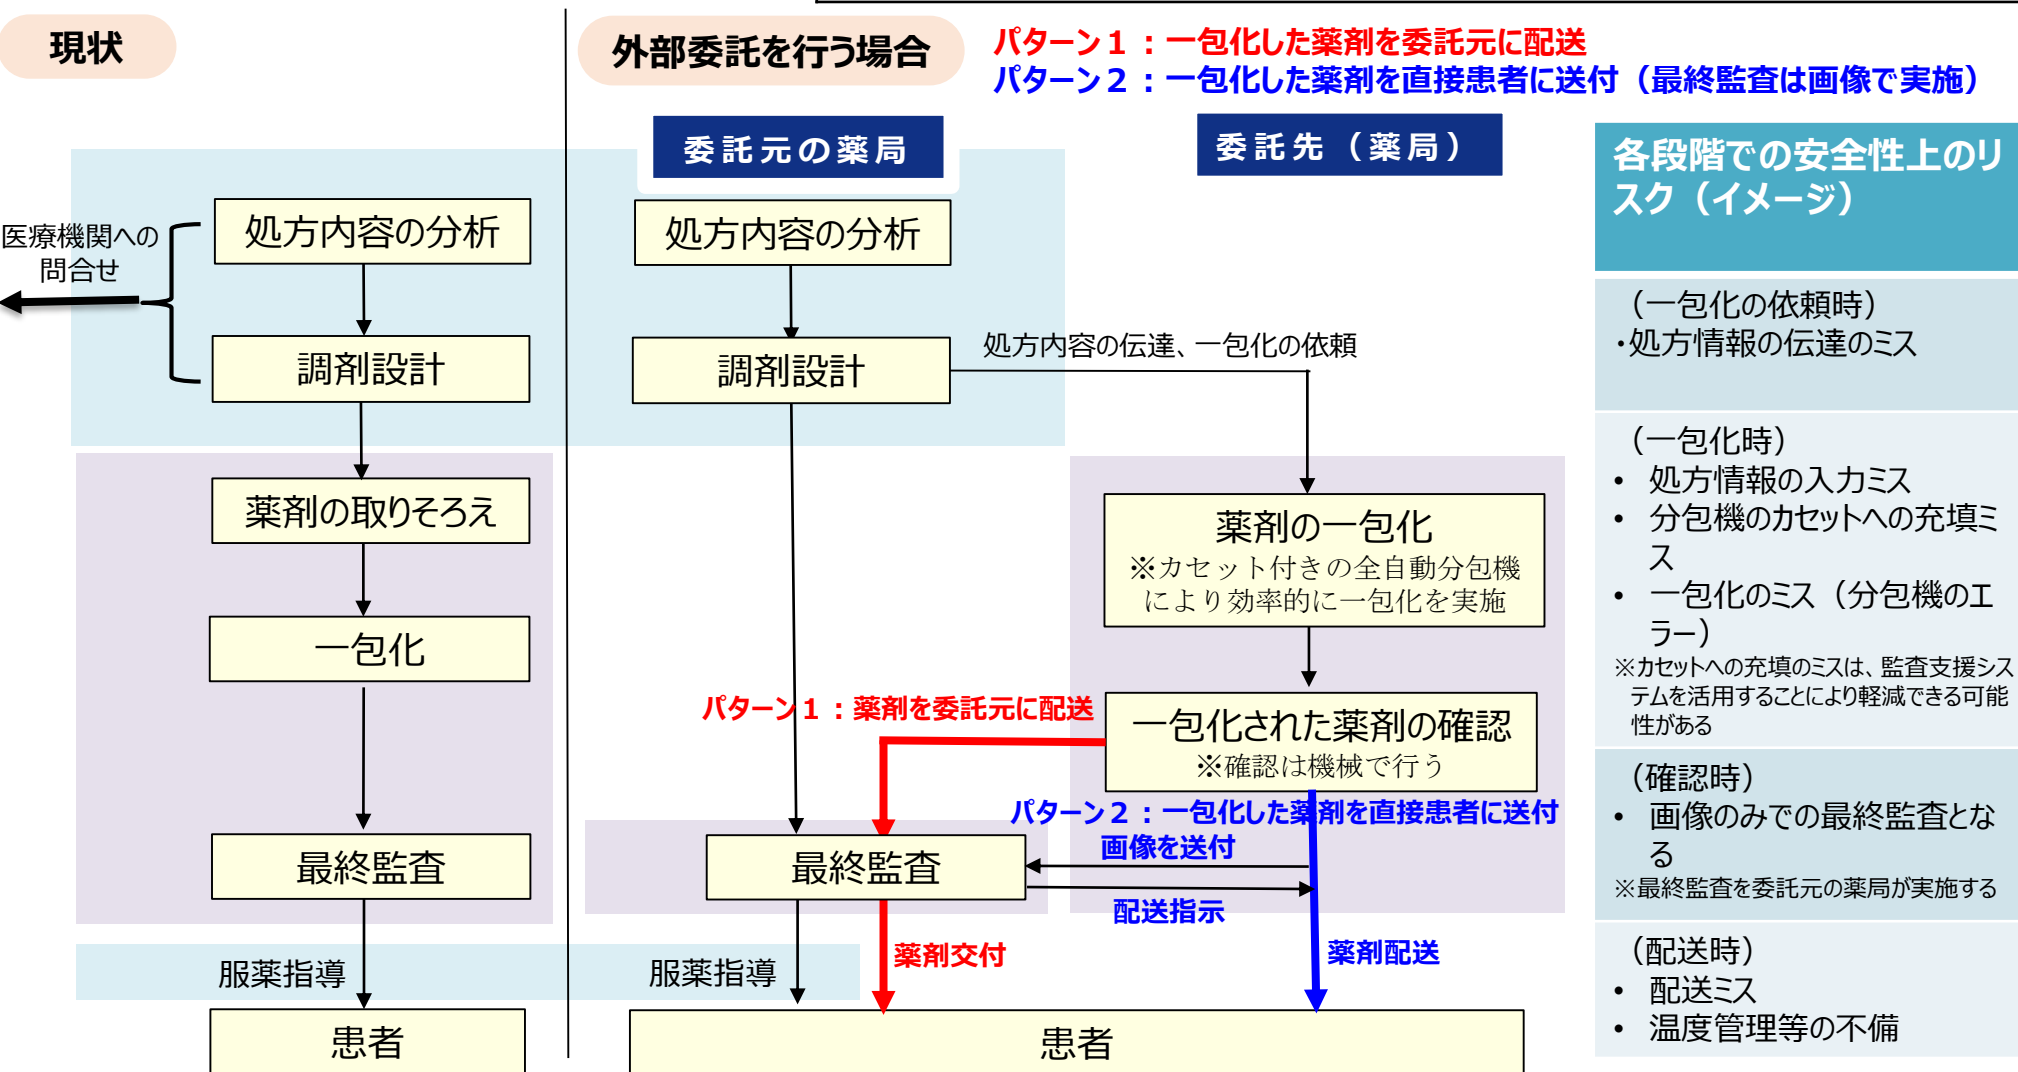 現状
外部委託を行う場合
パターン１：一包化した薬剤を委託元に配送
パターン２：一包化した薬剤を直接患者に送付（最終監査は画像で実施）
委託元の薬局
委託先（薬局）
医療機関への
問合せ
処方内容の分析
調剤設計
薬剤の取りそろえ
一包化
最終監査
服薬指導
患者
処方内容の分析
調剤設計
処方内容の伝達、一包化の依頼
薬剤の一包化
※カセット付きの全自動分包機
により効率的に一包化を実施
一包化された薬剤の確認
※確認は機械で行う
パターン１：薬剤を委託元に配送
パターン２：一包化した薬剤を直接患者に送付
画像を送付
最終監査
配送指示
薬剤交付
薬剤配送
服薬指導
患者
各段階での安全性上のリ
スク（イメージ）
（一包化の依頼時）
・処方情報の伝達のミス
（一包化時）
• 処方情報の入力ミス
• 分包機のカセットへの充填ミ
ス
• 一包化のミス（分包機のエ
ラー）
※カセットへの充填のミスは、監査支援シス
テムを活用することにより軽減できる可能
性がある
（確認時）
• 画像のみでの最終監査とな
る
※最終監査を委託元の薬局が実施する
（配送時）
• 配送ミス
• 温度管理等の不備